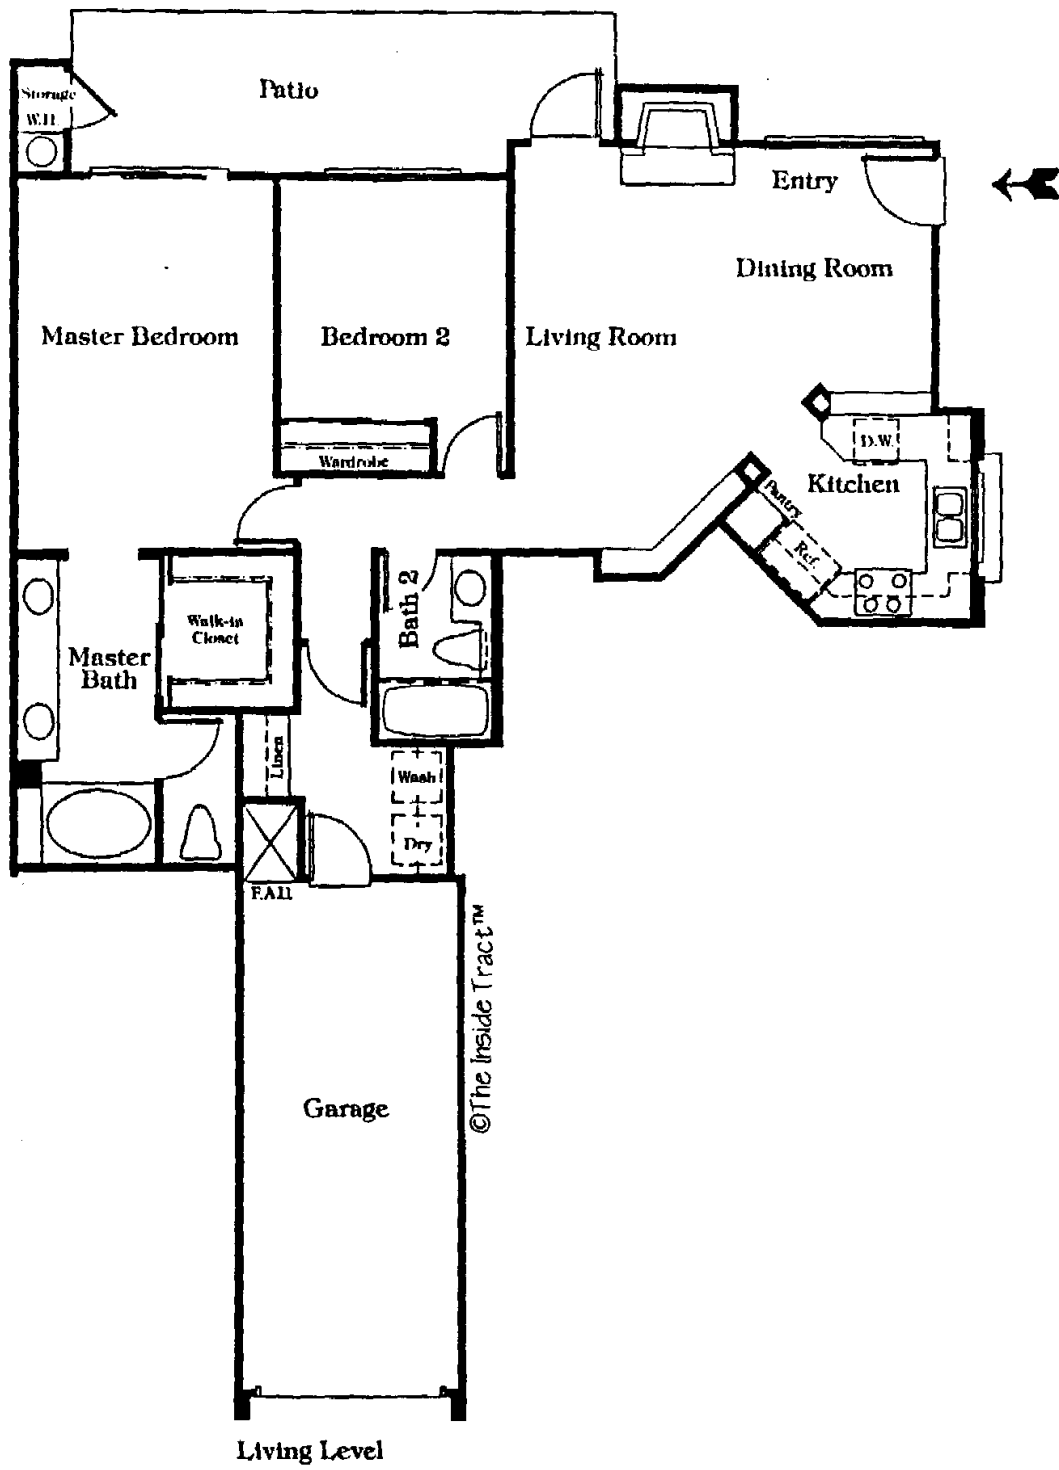 Patio
Storage
W.H.
Entry
Dining Room
Master Bedroom
Bedroom 2
Living Room
Wardrobe
D.W.
Kitchen
Pantry
Ref.
Walk-in
Closet
Bath 2
Master
Bath
Linen
Wash
Dry
F.A.U.
©The Inside Tract™
Garage
Living Level